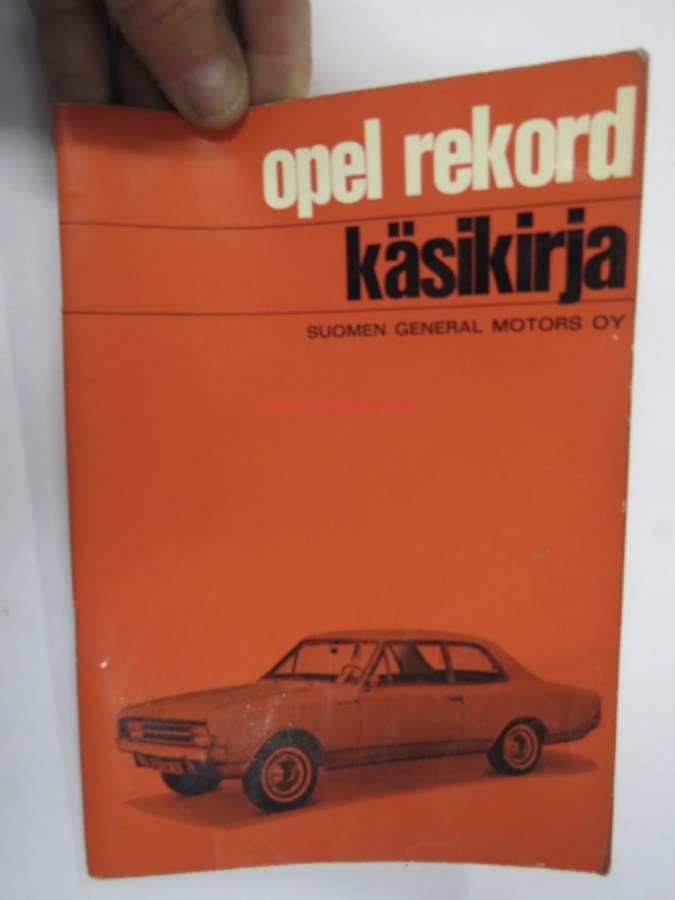 opel rekord
käsikirja
SUOMEN GENERAL MOTORS OY